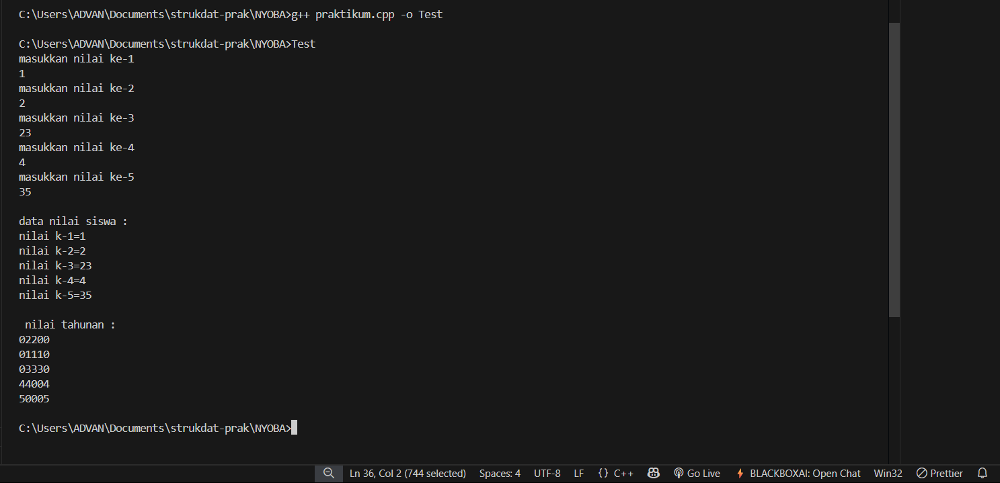 C:\Users\ADVAN\Documents\strukdat-prak\NYOBA>g++ praktikum.cpp -o Test
C:\Users\ADVAN\Documents\strukdat-prak\NYOBA>Test
masukkan nilai ke-1
1
masukkan nilai ke-2
2
masukkan nilai ke-3
23
masukkan nilai ke-4
4
masukkan nilai ke-5
35
data nilai siswa :
nilai k-1=1
nilai k-2=2
nilai k-3=23
nilai k-4=4
nilai k-5=35
nilai tahunan :
02200
01110
03330
44004
50005
C:\Users\ADVAN\Documents\strukdat-prak\NYOBA>
Ln 36, Col 2 (744 selected) Spaces: 4 UTF-8 LF {} C++ Go Live BLACKBOXAI: Open Chat Win32 Prettier